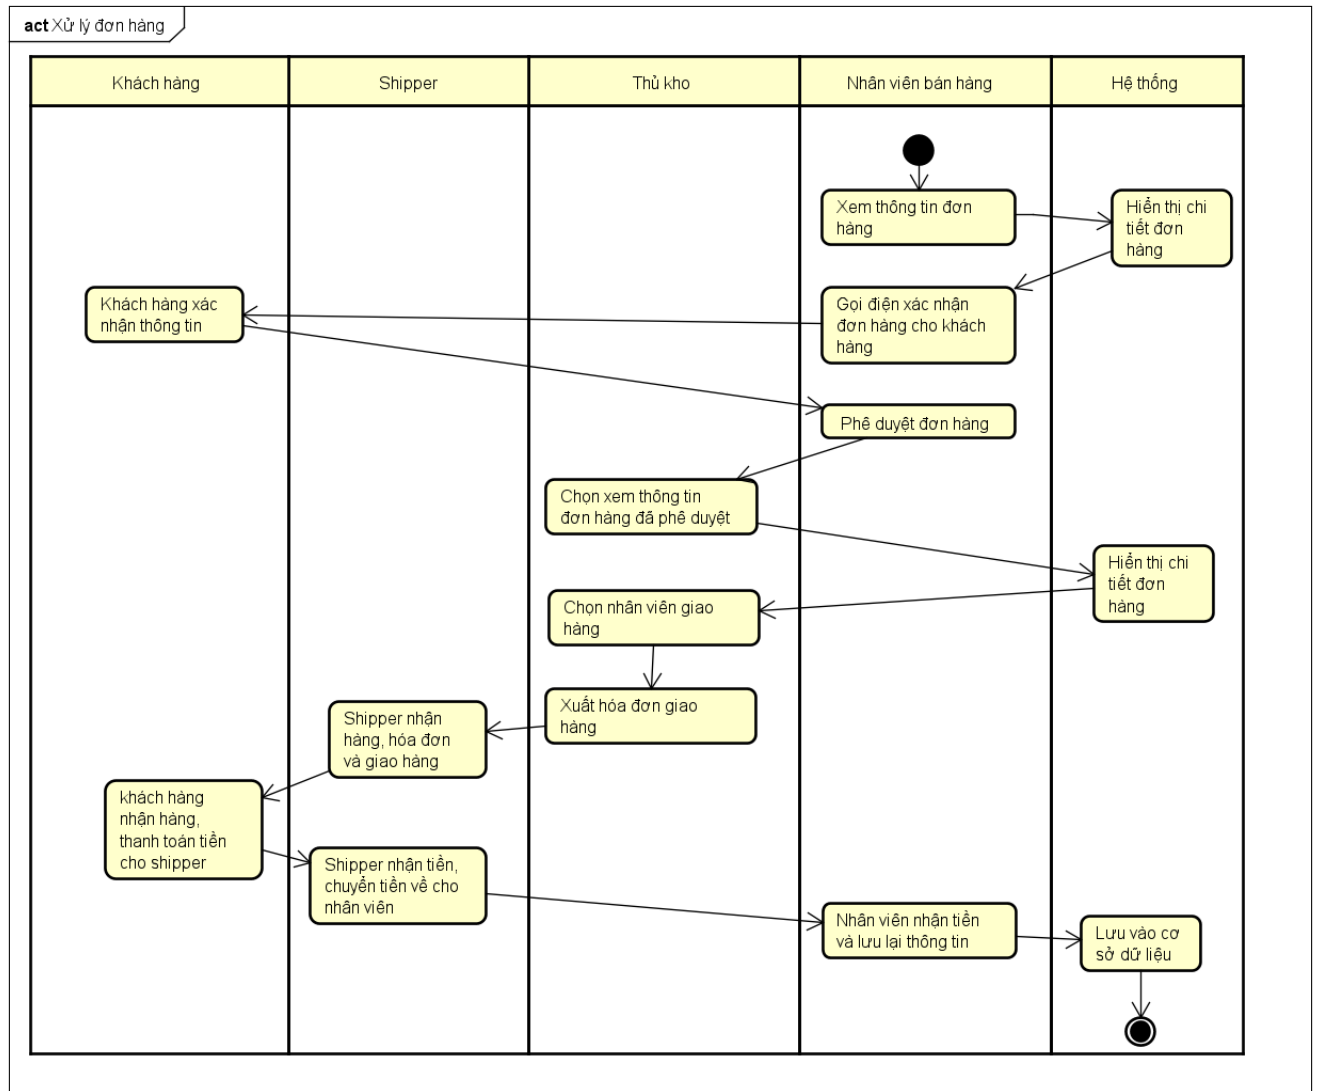 act Xử lý đơn hàng
Khách hàng
Shipper
Thủ kho
Nhân viên bán hàng
Hệ thống
Xem thông tin đơn
hàng
Hiển thị chi
tiết đơn
hàng
Gọi điện xác nhận
đơn hàng cho khách
hàng
Khách hàng xác
nhận thông tin
Phê duyệt đơn hàng
Chọn xem thông tin
đơn hàng đã phê duyệt
Hiển thị chi
tiết đơn
hàng
Chọn nhân viên giao
hàng
Xuất hóa đơn giao
hàng
Shipper nhận
hàng, hóa đơn
và giao hàng
khách hàng
nhận hàng,
thanh toán tiền
cho shipper
Shipper nhận tiền,
chuyển tiền về cho
nhân viên
Nhân viên nhận tiền
và lưu lại thông tin
Lưu vào cơ
sở dữ liệu